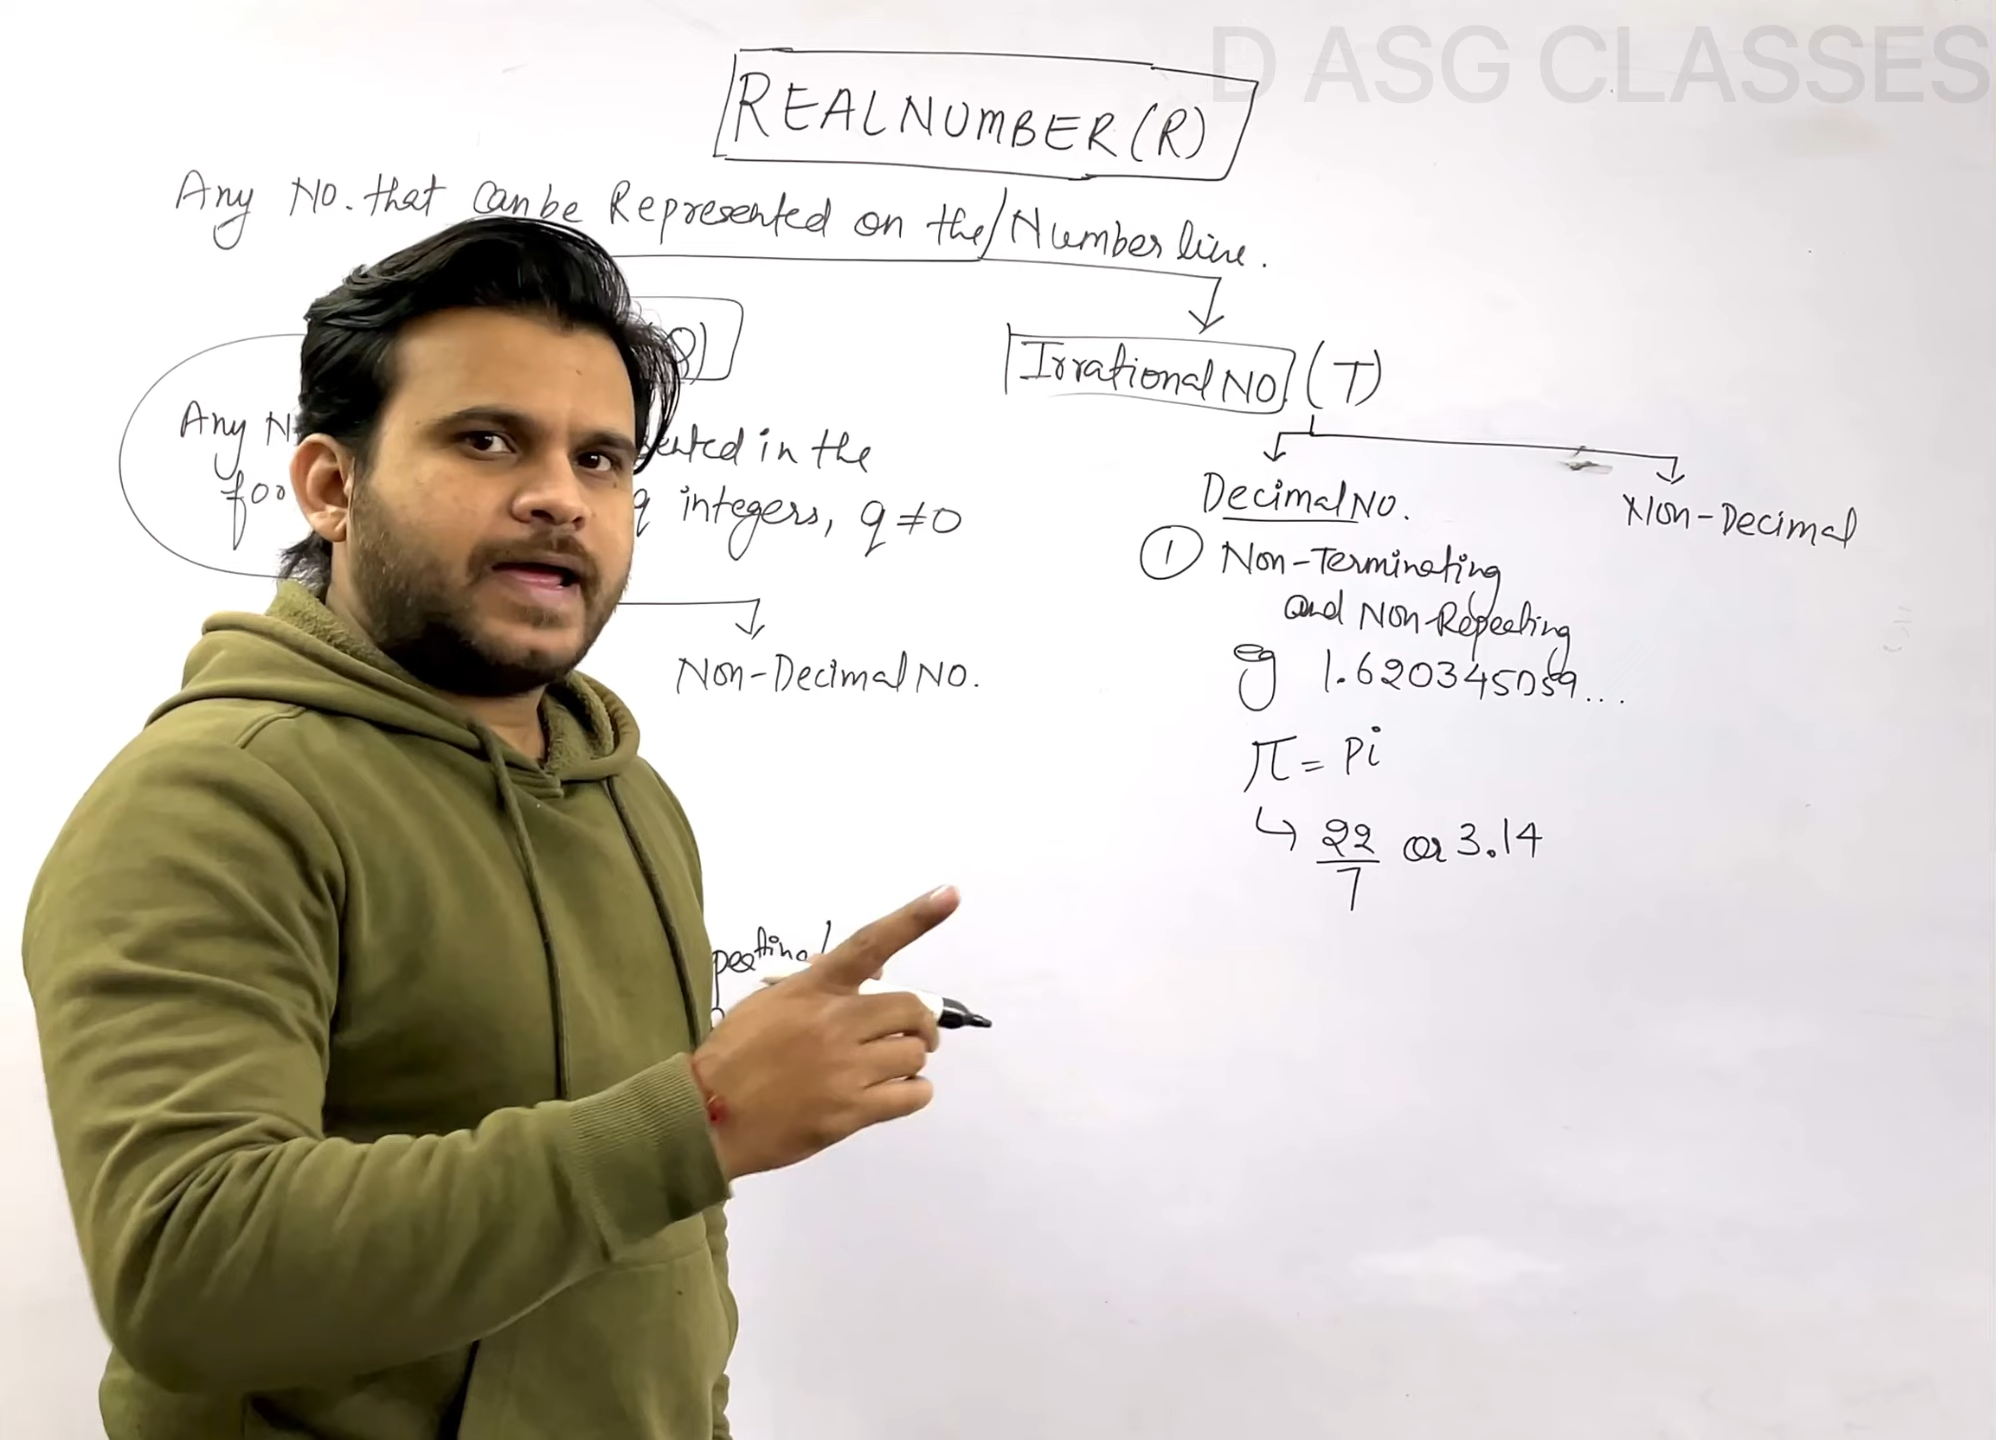 D ASG CLASSES
REAL NUMBER (R)
Any NO. that can be Represented on the Number line.
Irrational NO. (T)
Any
in the
integers, q ≠ 0
Decimal NO.
Non-Decimal
① Non-Terminating
and Non-Repeating
eg 1.620345059...
Non-Decimal NO.
π = Pi
↳ 22/7 or 3.14